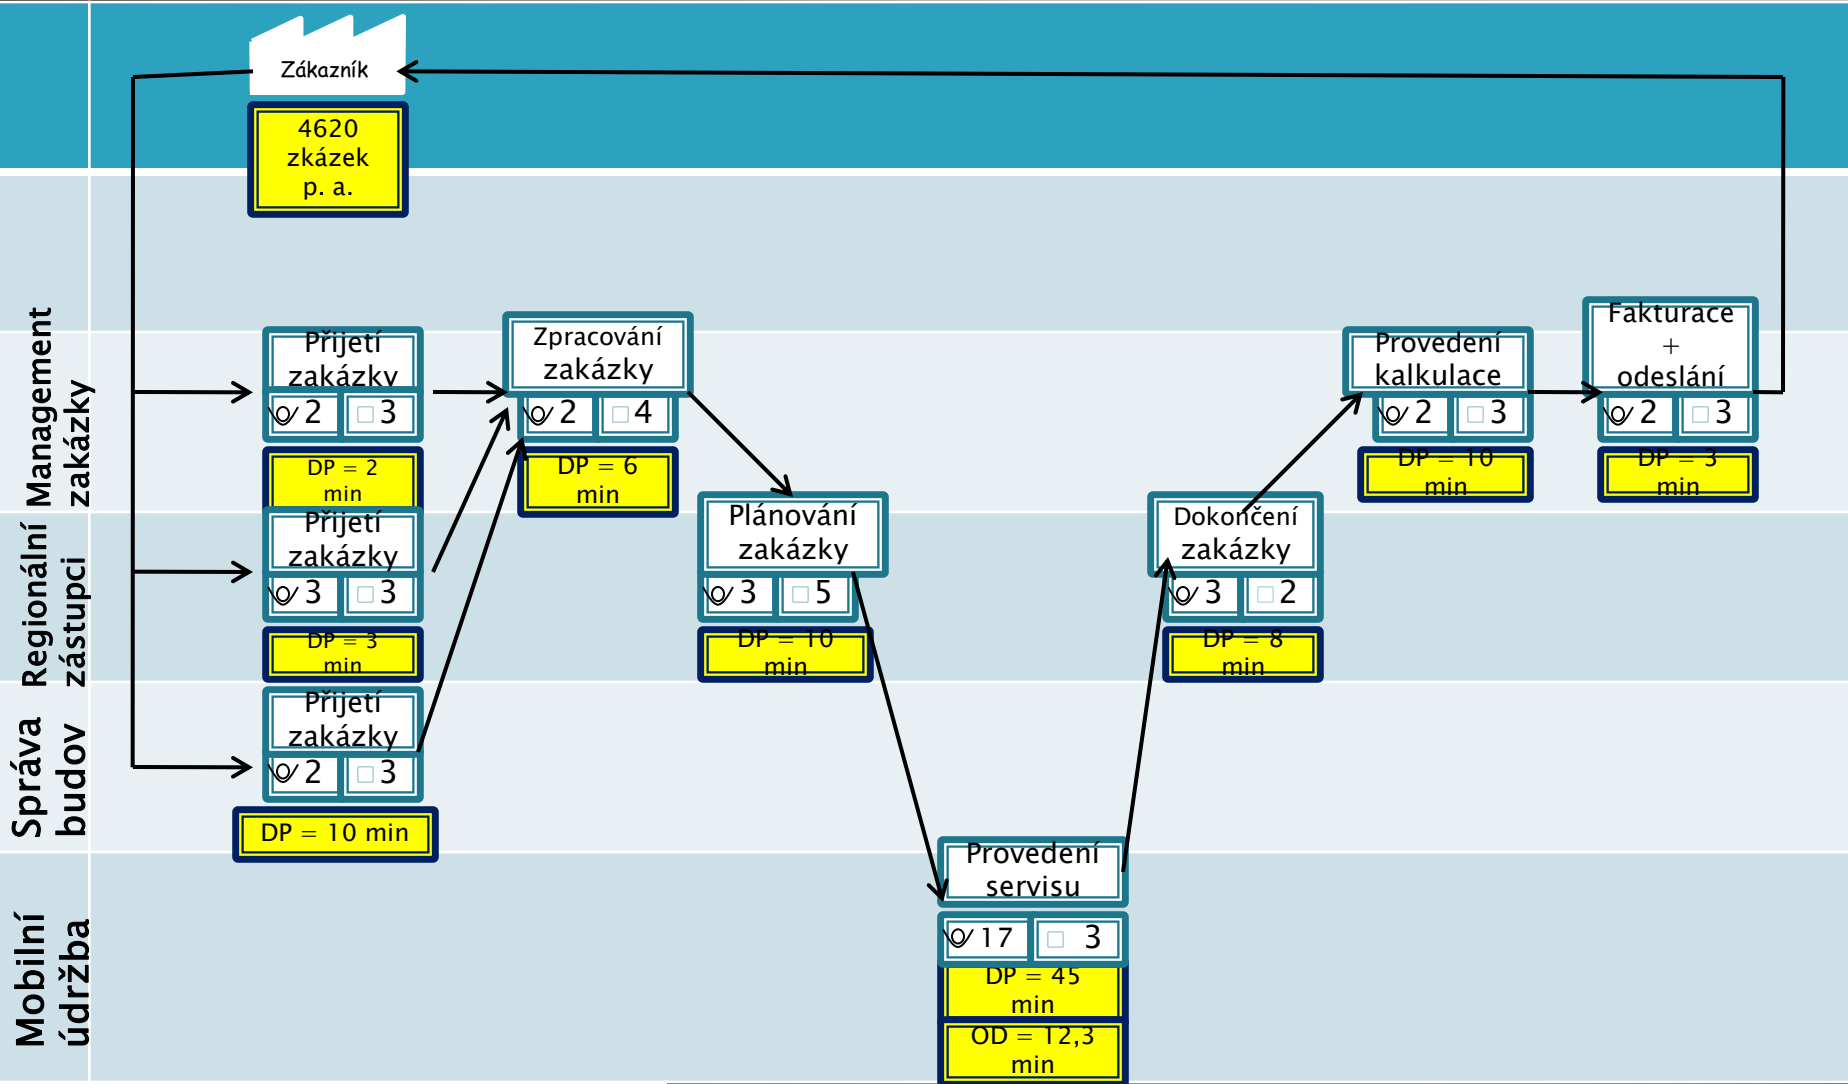 Zákazník
4620
zkázek
p. a.
Management
zakázky
Přijetí
zakázky
2
3
DP = 2
min
Zpracování
zakázky
2
4
DP = 6
min
Provedení
kalkulace
2
3
DP = 10
min
Fakturace
+
odeslání
2
3
DP = 3
min
Regionální
zástupci
Přijetí
zakázky
3
3
DP = 3
min
Plánování
zakázky
3
5
DP = 10
min
Dokončení
zakázky
3
2
DP = 8
min
Správa
budov
Přijetí
zakázky
2
3
DP = 10 min
Mobilní
údržba
Provedení
servisu
17
3
DP = 45
min
OD = 12,3
min